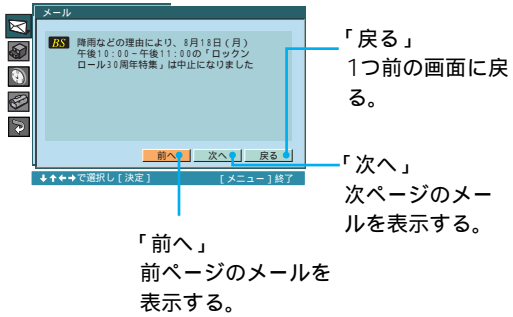 メール
BS 降雨などの理由により、8月18日(月)
午後10:00-午後11:00の「ロックン
ロール30周年特集」は中止になりました
前へ 次へ 戻る
で選択し[決定] [メニュー]終了
「戻る」
1つ前の画面に戻
る。
「次へ」
次ページのメー
ルを表示する。
「前へ」
前ページのメールを
表示する。